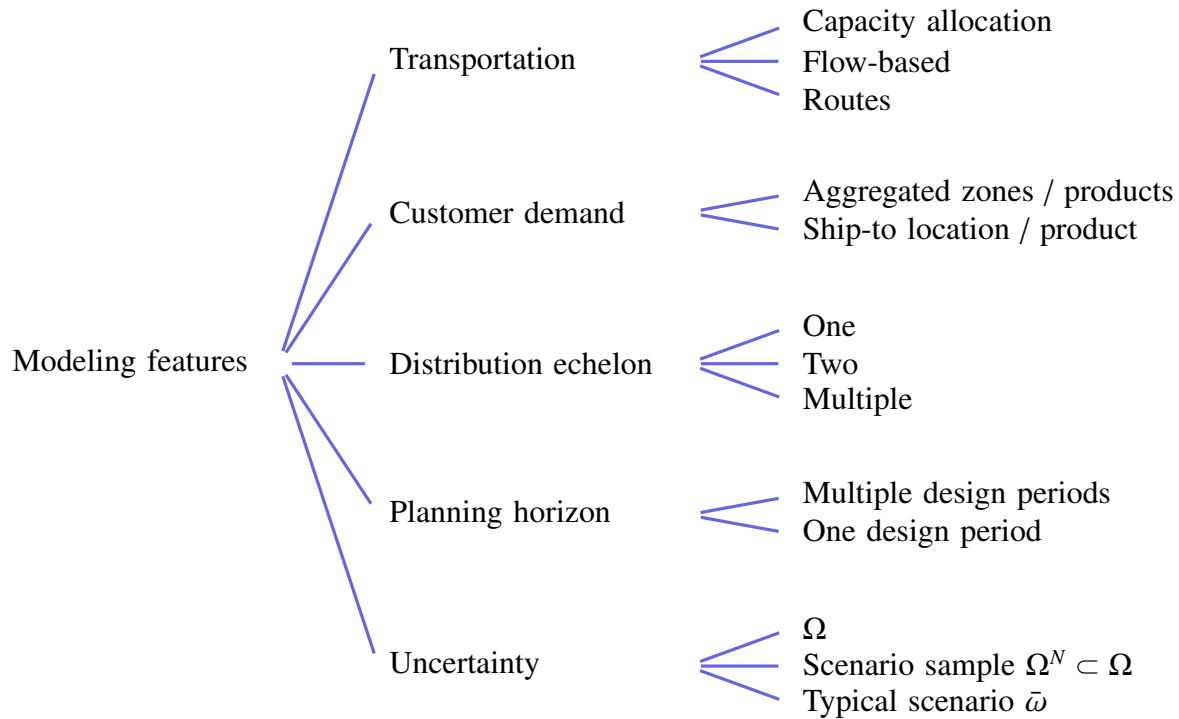 Modeling features
Transportation
Capacity allocation
Flow-based
Routes
Customer demand
Aggregated zones / products
Ship-to location / product
Distribution echelon
One
Two
Multiple
Planning horizon
Multiple design periods
One design period
Uncertainty
Ω
Scenario sample Ω^N ⊂ Ω
Typical scenario ω̄